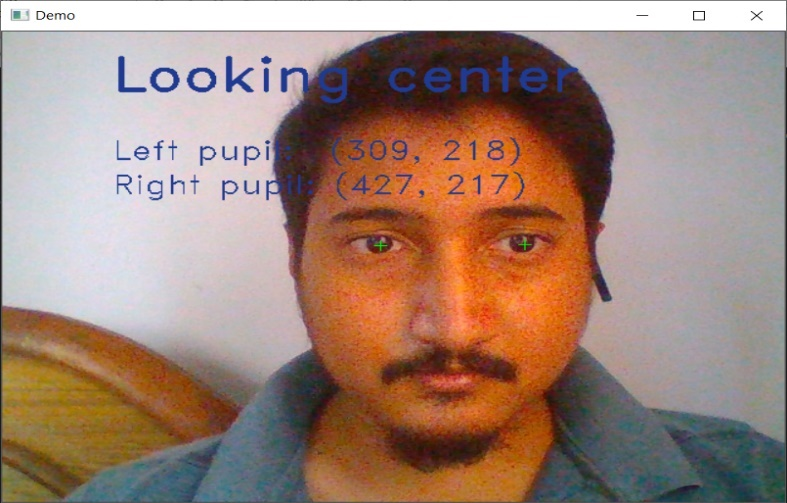 Demo
Looking center
Left pupil: (309, 218)
Right pupil: (427, 217)